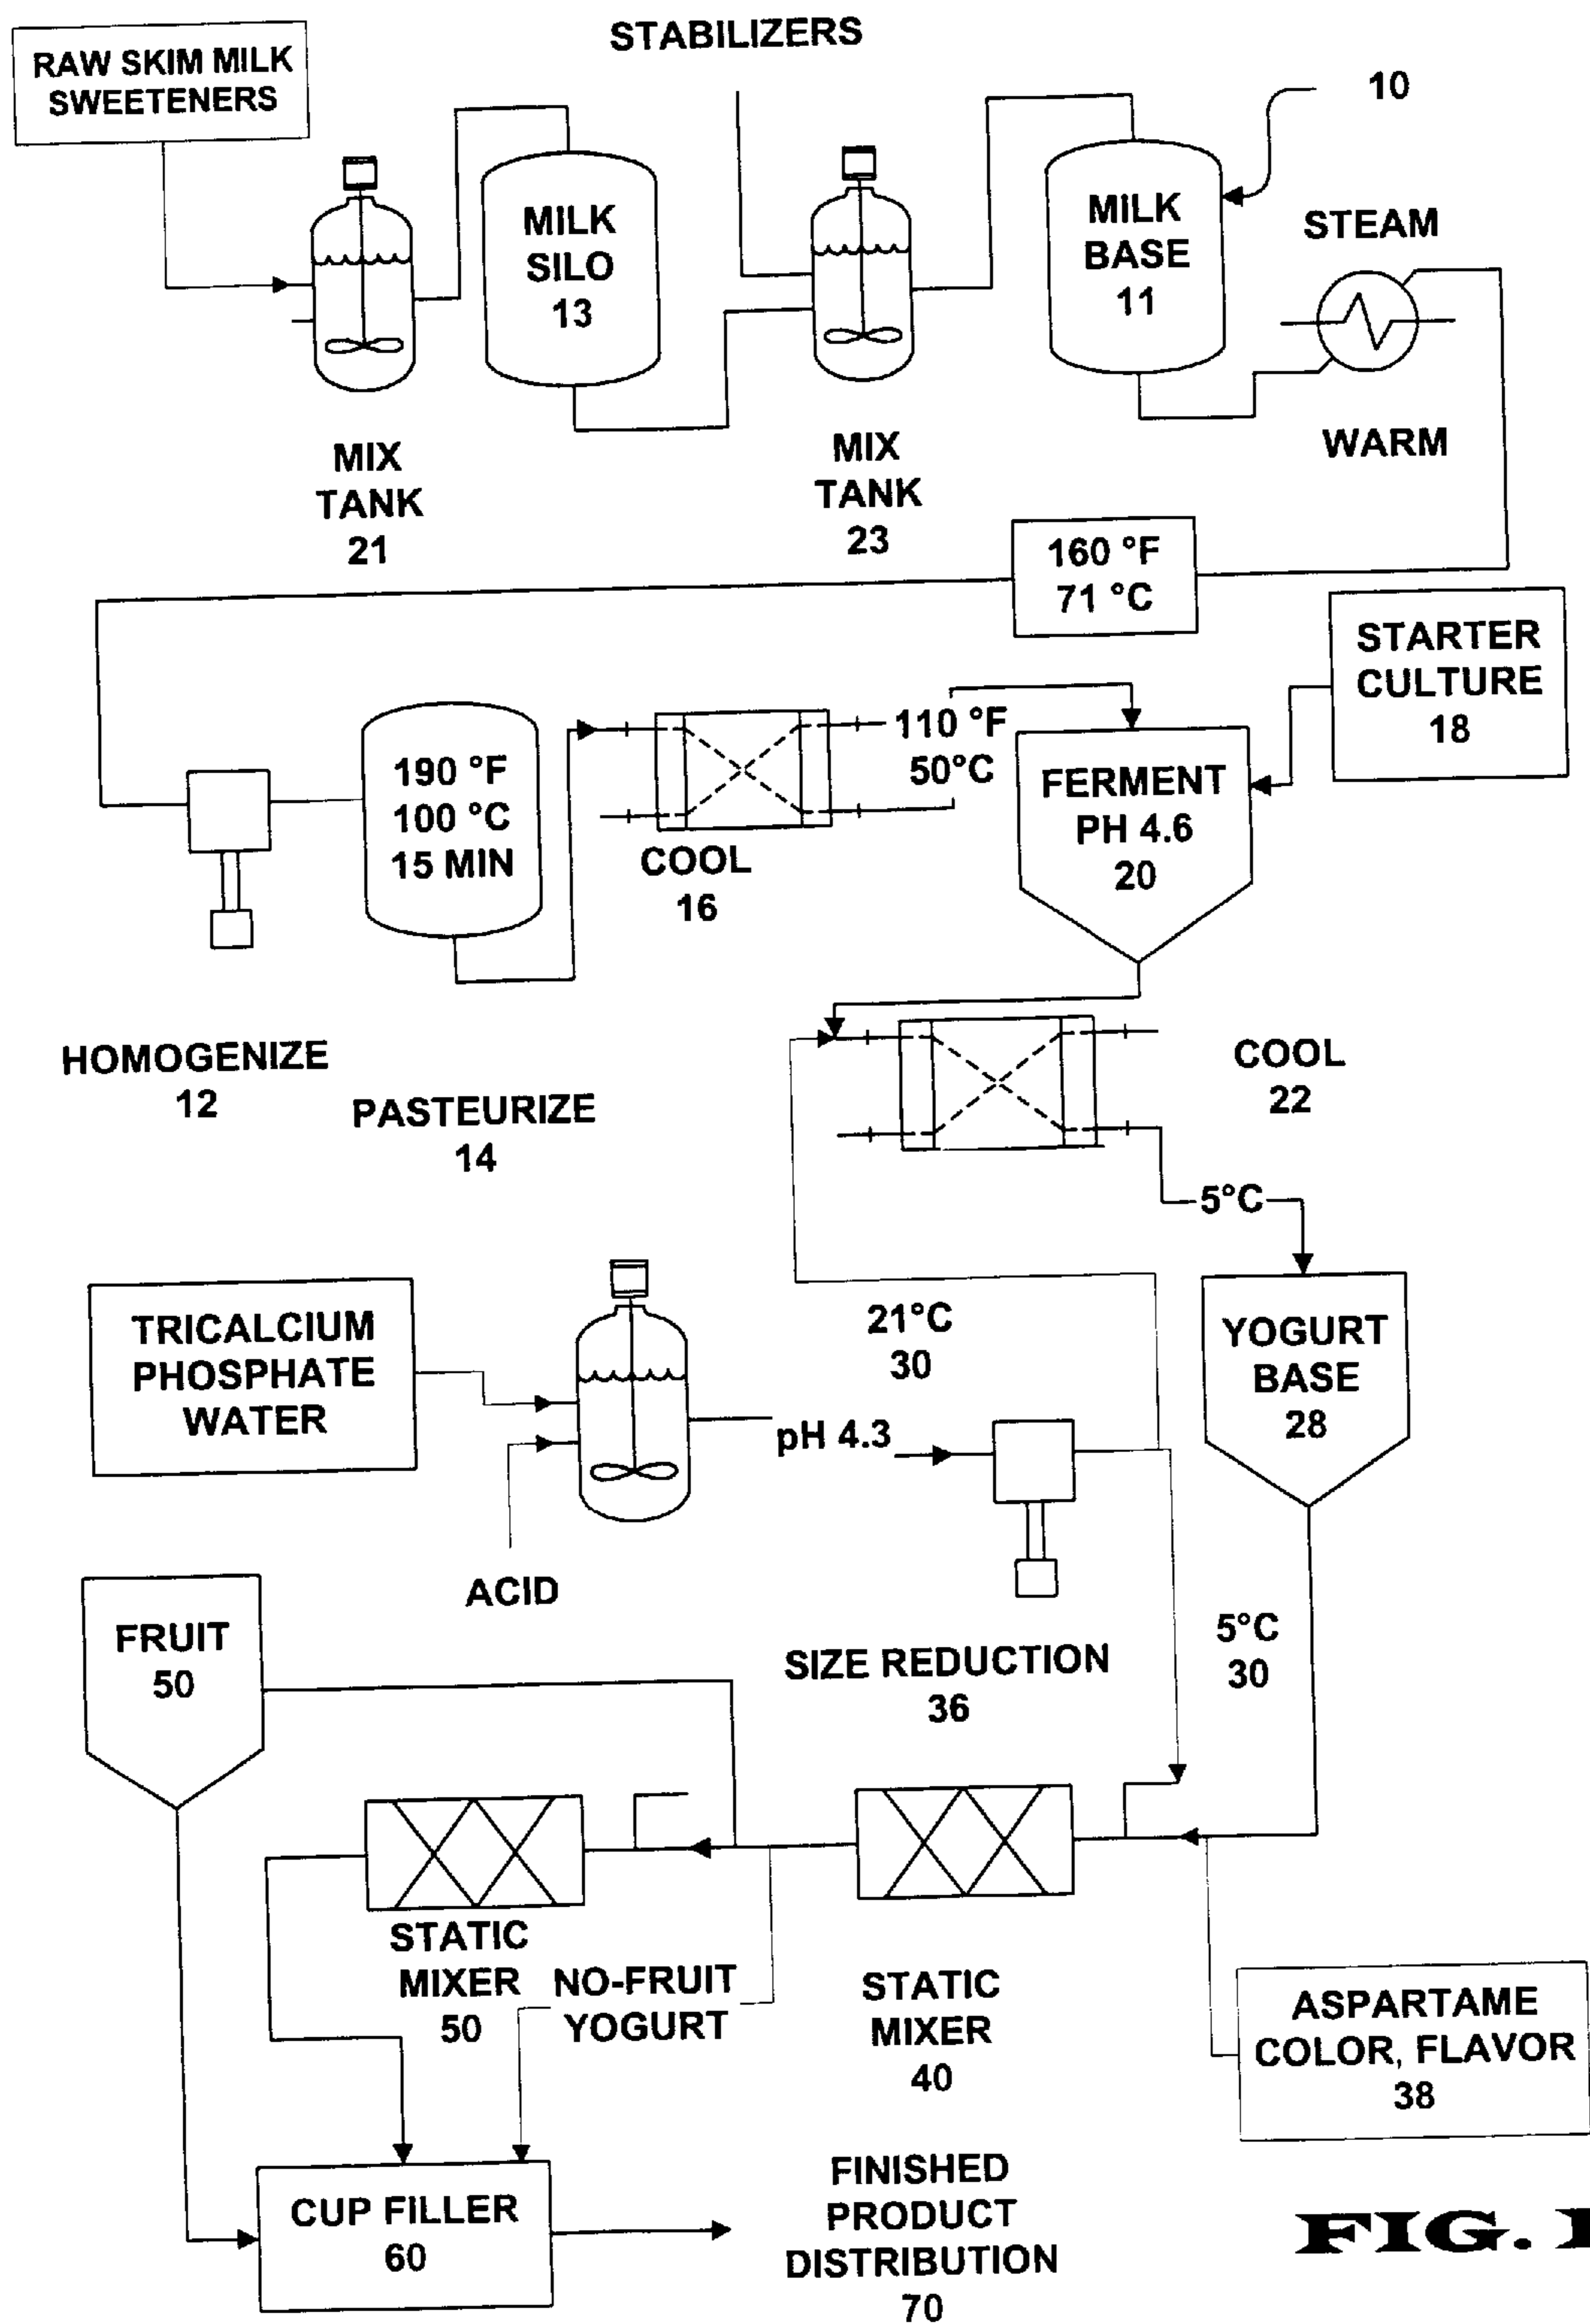 RAW SKIM MILK
SWEETENERS
STABILIZERS
10
MILK
SILO
13
MILK
BASE
11
STEAM
WARM
MIX
TANK
21
MIX
TANK
23
160 °F
71 °C
STARTER
CULTURE
18
190 °F
100 °C
15 MIN
COOL
16
110 °F
50°C
FERMENT
PH 4.6
20
HOMOGENIZE
12
PASTEURIZE
14
COOL
22
5°C
TRICALCIUM
PHOSPHATE
WATER
21°C
30
YOGURT
BASE
28
pH 4.3
ACID
FRUIT
50
SIZE REDUCTION
36
5°C
30
STATIC
MIXER
50
NO-FRUIT
YOGURT
STATIC
MIXER
40
ASPARTAME
COLOR, FLAVOR
38
CUP FILLER
60
FINISHED
PRODUCT
DISTRIBUTION
70
FIG. 1